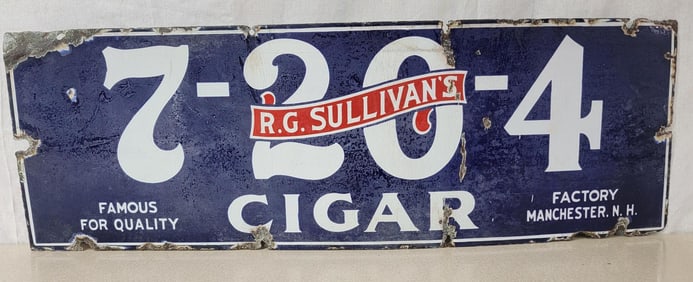 7-20-4
R.G. SULLIVAN'S
CIGAR
FAMOUS
FOR QUALITY
FACTORY
MANCHESTER. N. H.